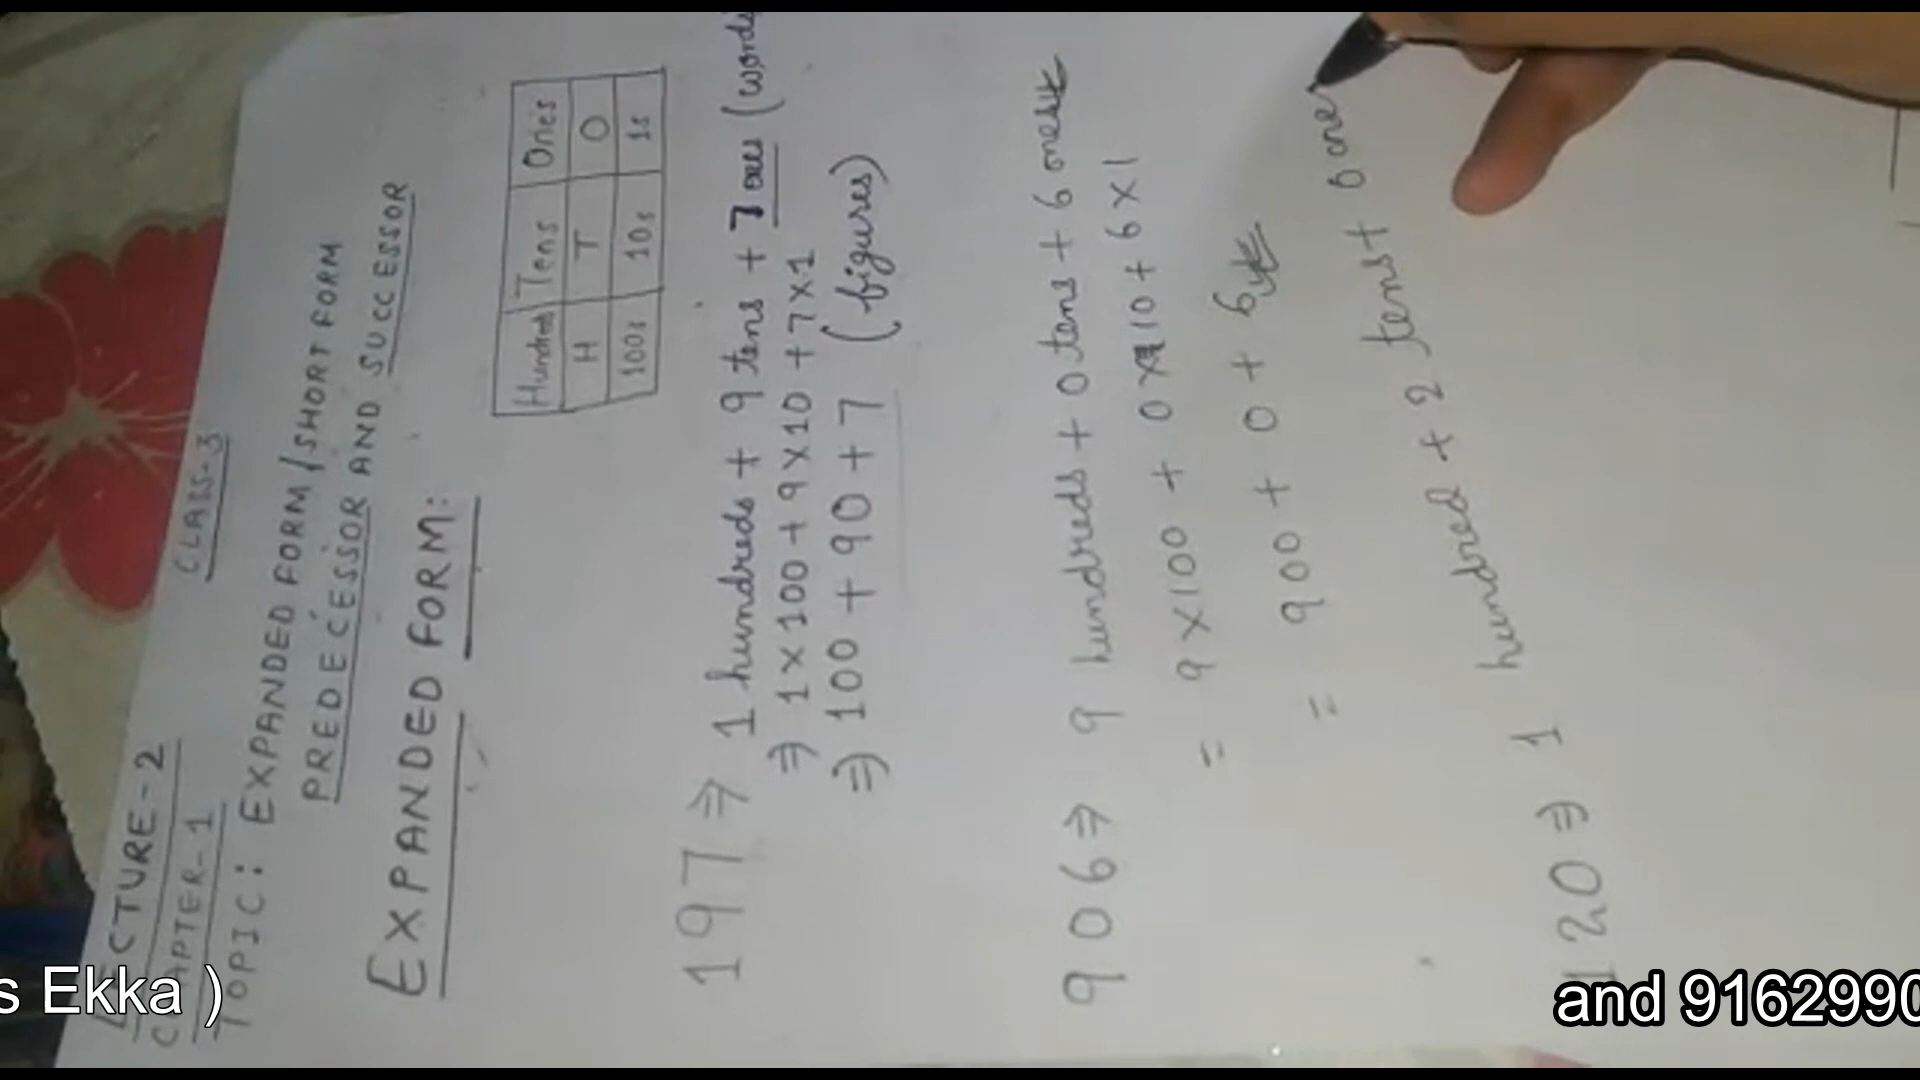 LECTURE-2
CHAPTER-1
CLASS-3
TOPIC: EXPANDED FORM/SHORT FORM
PREDECESSOR AND SUCCESSOR
EXPANDED FORM:
Hundreds Tens Ones
H T O
100s 10s 1s
197 ⇒ 1 hundreds + 9 tens + 7 ones (words
⇒ 1×100 + 9×10 + 7×1
⇒ 100 + 90 + 7 (figures)
906 ⇒ 9 hundreds + 0 tens + 6 ones
= 9×100 + 0×10 + 6×1
= 900 + 0 + 6
120 ⇒ 1 hundred + 2 tens + 0 ones
s Ekka )
and 9162990